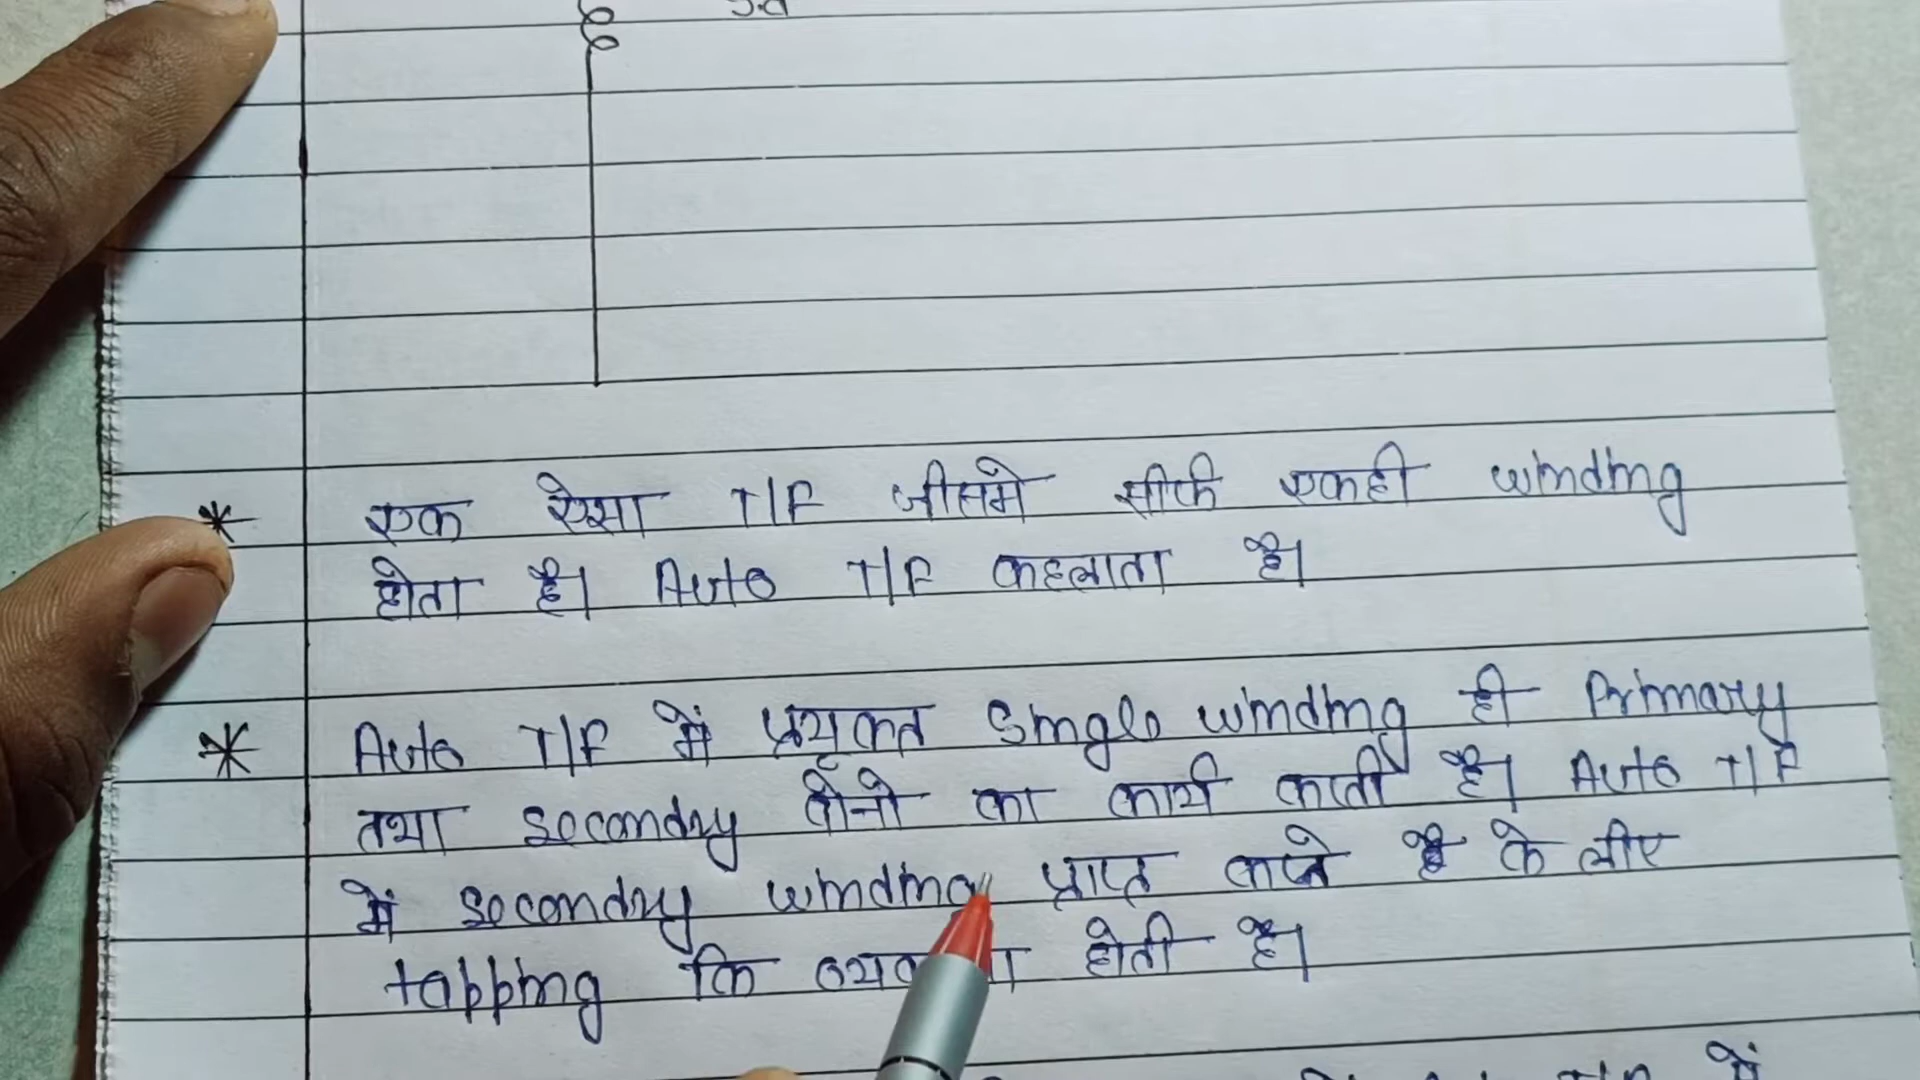 एक ऐसा T/F जीसमे सीर्फ एकही winding
होता है। Auto T/F कहलाता है।
Auto T/F में प्रयुक्त Single winding ही Primary
तथा secondry दोनो का कार्य करती है। Auto T/F
में secondry winding प्राप्त करने है के लीए
tapping कि होती है।